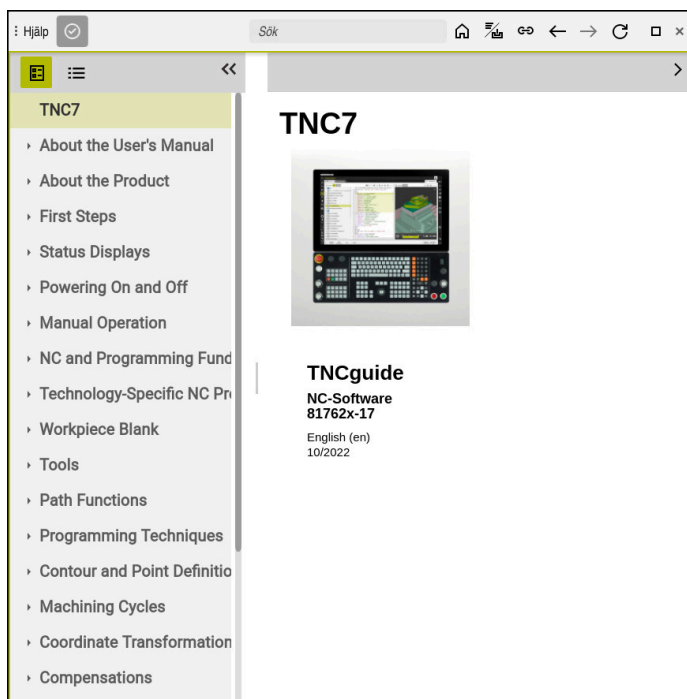 Hjälp
Sök
TNC7
About the User's Manual
About the Product
First Steps
Status Displays
Powering On and Off
Manual Operation
NC and Programming Fund
Technology-Specific NC Pr
Workpiece Blank
Tools
Path Functions
Programming Techniques
Contour and Point Definitio
Machining Cycles
Coordinate Transformation
Compensations
TNC7
TNCguide
NC-Software
81762x-17
English (en)
10/2022